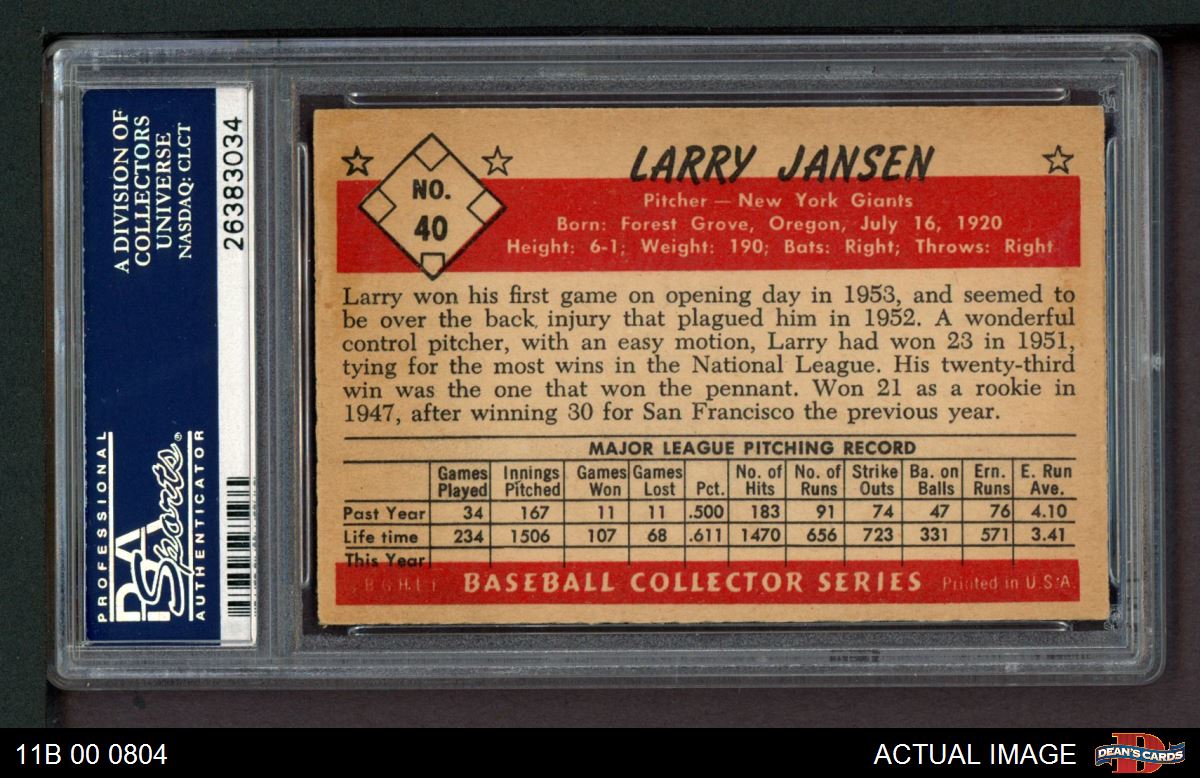 A DIVISION OF
COLLECTORS
UNIVERSE
NASDAQ: CLCT
26383034
PROFESSIONAL
PSA
Sports®
AUTHENTICATOR
NO.
40
LARRY JANSEN
Pitcher — New York Giants
Born: Forest Grove, Oregon, July 16, 1920
Height: 6-1; Weight: 190; Bats: Right; Throws: Right
Larry won his first game on opening day in 1953, and seemed to
be over the back injury that plagued him in 1952. A wonderful
control pitcher, with an easy motion, Larry had won 23 in 1951,
tying for the most wins in the National League. His twenty-third
win was the one that won the pennant. Won 21 as a rookie in
1947, after winning 30 for San Francisco the previous year.
MAJOR LEAGUE PITCHING RECORD
Games Played Innings Pitched Games Won Games Lost Pct. No. of Hits No. of Runs Strike Outs Ba. on Balls Ern. Runs E. Run Ave.
Past Year 34 167 11 11 .500 183 91 74 47 76 4.10
Life time 234 1506 107 68 .611 1470 656 723 331 571 3.41
This Year
BASEBALL COLLECTOR SERIES Printed in U.S.A.
11B 00 0804
ACTUAL IMAGE
DEAN'S CARDS